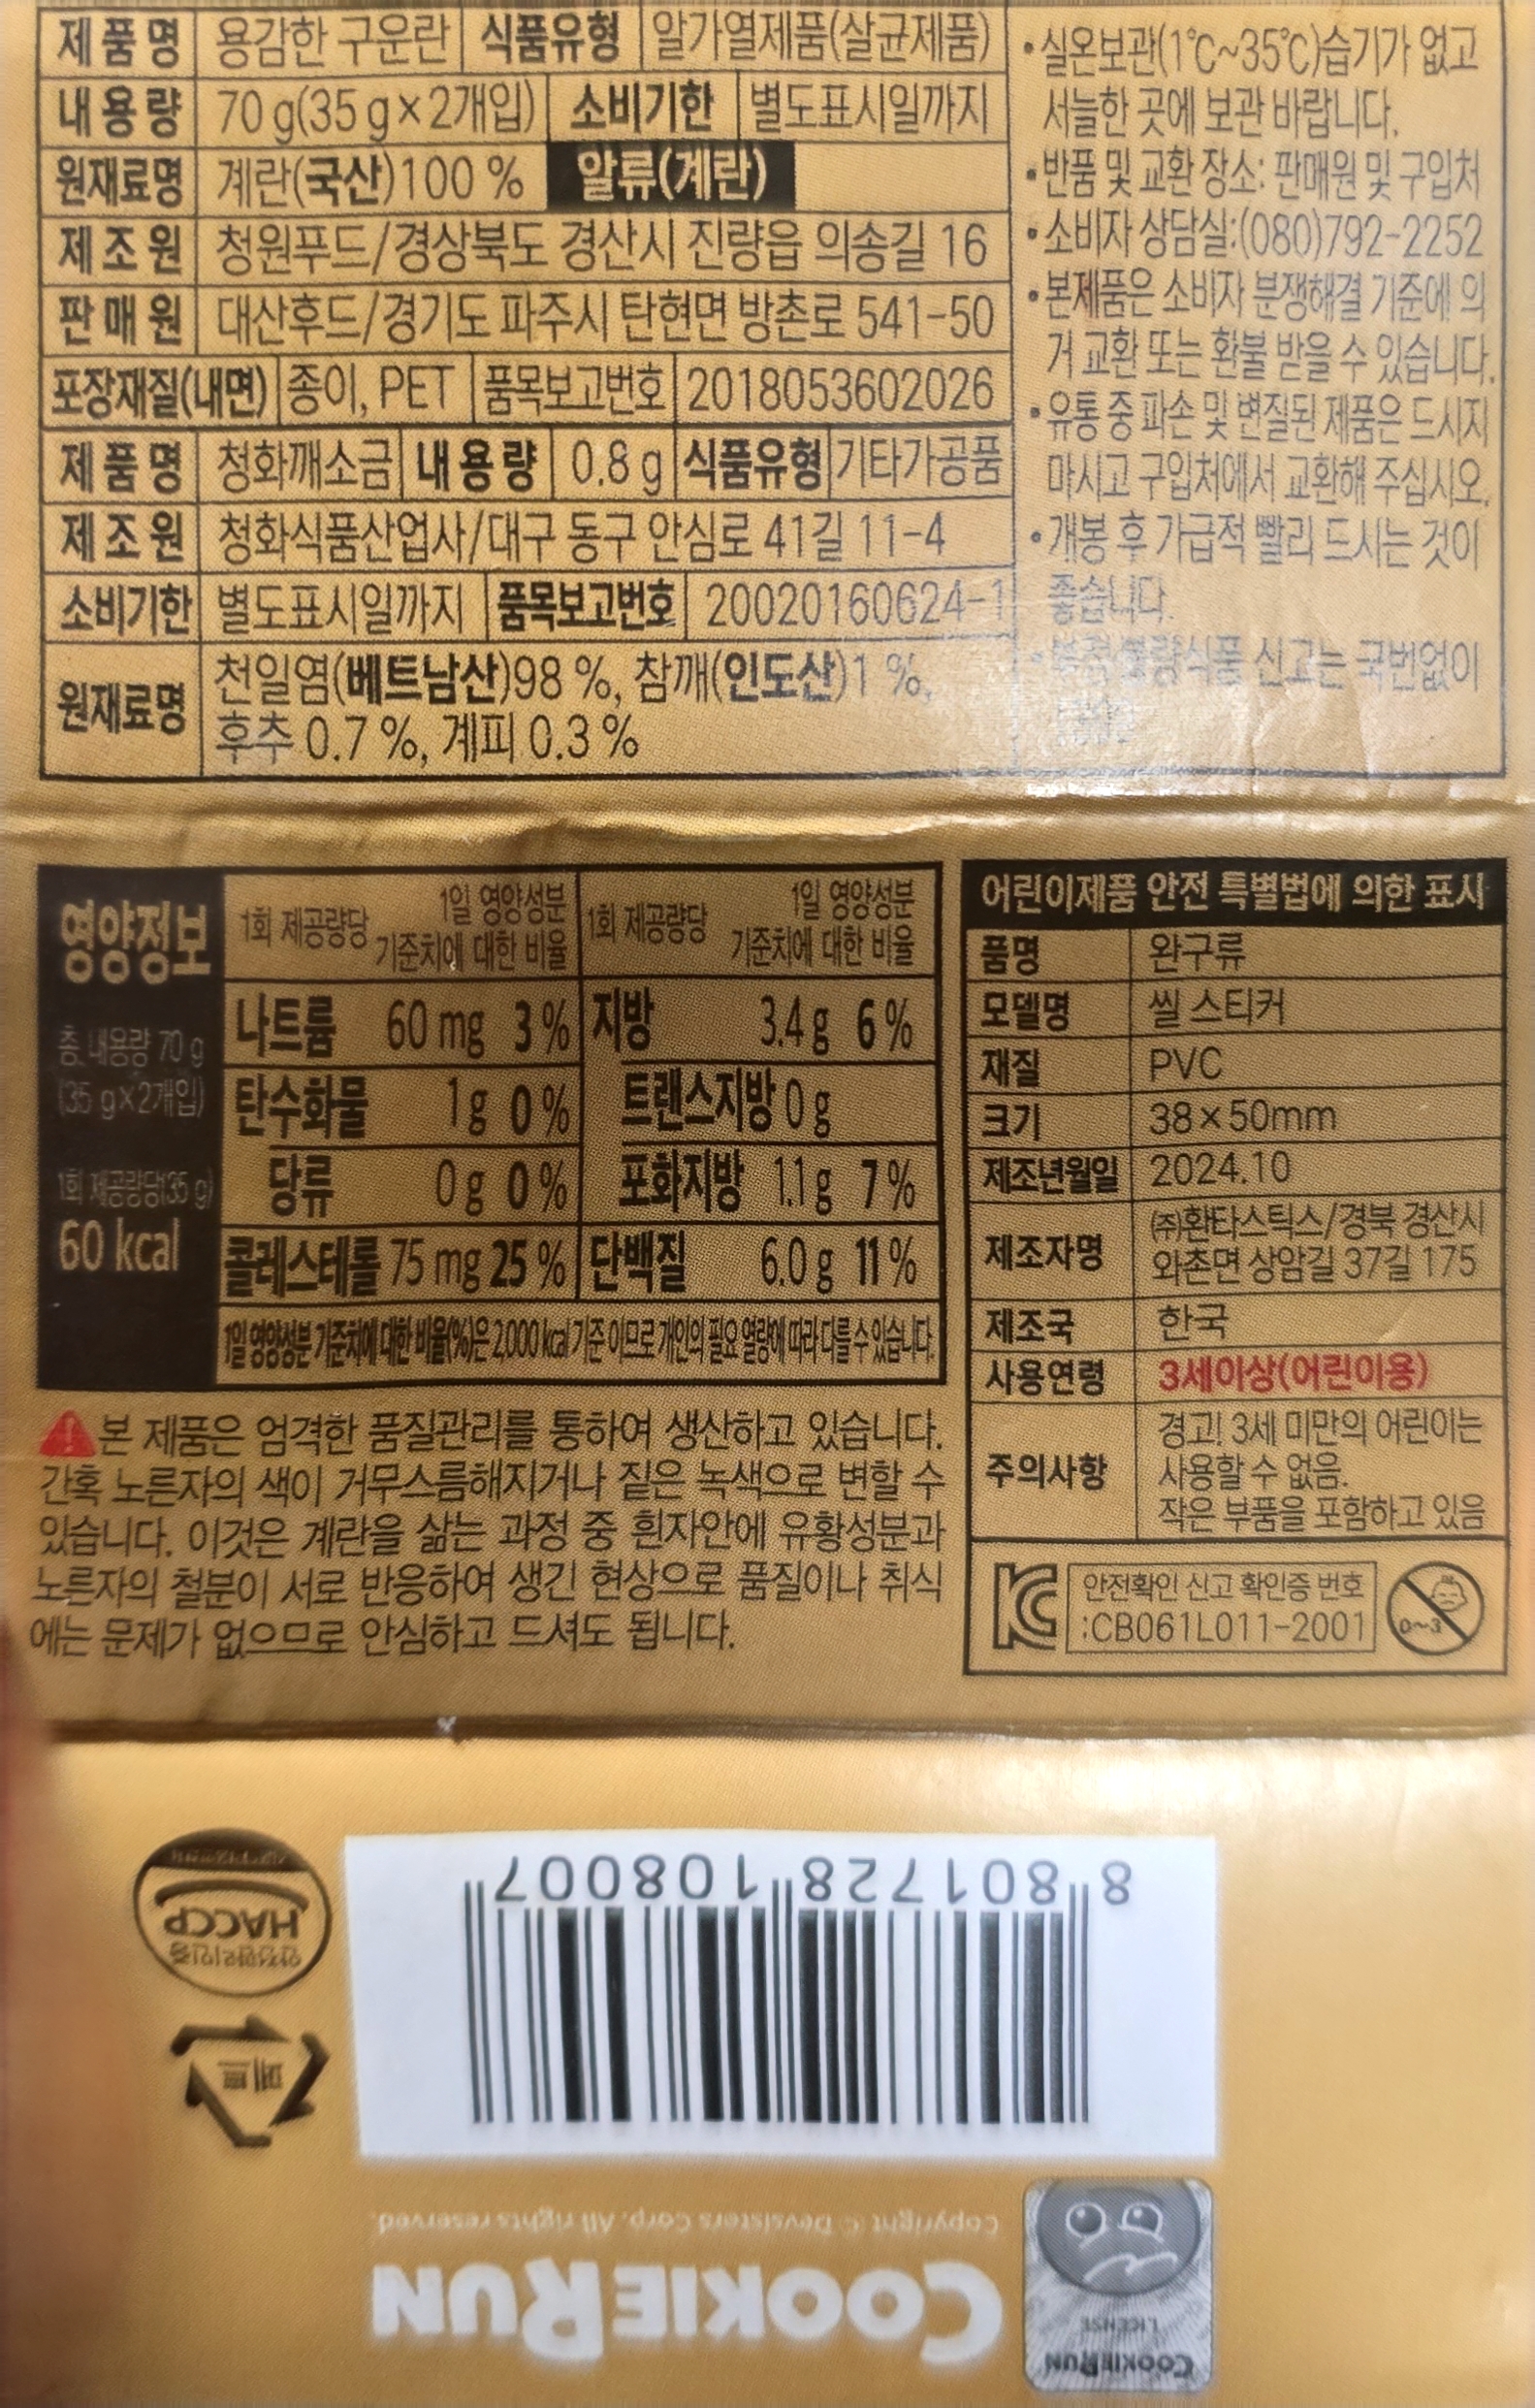 제품명 용감한 구운란 식품유형 알가열제품(살균제품)
내용량 70 g(35 g×2개입) 소비기한 별도표시일까지
원재료명 계란(국산)100 % 알류(계란)
제조원 청원푸드/경상북도 경산시 진량읍 의송길 16
판매원 대산후드/경기도 파주시 탄현면 방촌로 541-50
포장재질(내면) 종이, PET 품목보고번호 2018053602026
제품명 청화깨소금 내용량 0.8 g 식품유형 기타가공품
제조원 청화식품산업사/대구 동구 안심로 41길 11-4
소비기한 별도표시일까지 품목보고번호 20020160624-1
원재료명 천일염(베트남산)98 %, 참깨(인도산)1 %,
후추 0.7 %, 계피 0.3 %
•실온보관(1℃~35℃)습기가 없고
서늘한 곳에 보관 바랍니다.
•반품 및 교환 장소: 판매원 및 구입처
•소비자 상담실:(080)792-2252
•본제품은 소비자 분쟁해결 기준에 의
거 교환 또는 환불 받을 수 있습니다.
•유통 중 파손 및 변질된 제품은 드시지
마시고 구입처에서 교환해 주십시오.
•개봉 후 가급적 빨리 드시는 것이
좋습니다.
신고는 국번없이
영양정보
총 내용량 70 g
(35 g×2개입)
1회 제공량당(35 g)
60 kcal
1회 제공량당 1일 영양성분 기준치에 대한 비율 1회 제공량당 1일 영양성분 기준치에 대한 비율
나트륨 60 mg 3 % 지방 3.4 g 6 %
탄수화물 1 g 0 % 트랜스지방 0 g
당류 0 g 0 % 포화지방 1.1 g 7 %
콜레스테롤 75 mg 25 % 단백질 6.0 g 11 %
1일 영양성분 기준치에 대한 비율(%)은 2,000 kcal 기준 이므로 개인의 필요 열량에 따라 다를 수 있습니다.
본 제품은 엄격한 품질관리를 통하여 생산하고 있습니다.
간혹 노른자의 색이 거무스름해지거나 짙은 녹색으로 변할 수
있습니다. 이것은 계란을 삶는 과정 중 흰자안에 유황성분과
노른자의 철분이 서로 반응하여 생긴 현상으로 품질이나 취식
에는 문제가 없으므로 안심하고 드셔도 됩니다.
어린이제품 안전 특별법에 의한 표시
품명 완구류
모델명 씰 스티커
재질 PVC
크기 38×50mm
제조년월일 2024.10
제조자명 ㈜환타스틱스/경북 경산시
와촌면 상암길 37길 175
제조국 한국
사용연령 3세이상(어린이용)
주의사항 경고! 3세 미만의 어린이는
사용할 수 없음.
작은 부품을 포함하고 있음
안전확인 신고 확인증 번호
:CB061L011-2001
0~3
COOKIERUN
LICENSE
COOKIERUN
Copyright © Devsisters Corp. All rights reserved.
8 801728 108007
페트
안전관리인증
HACCP